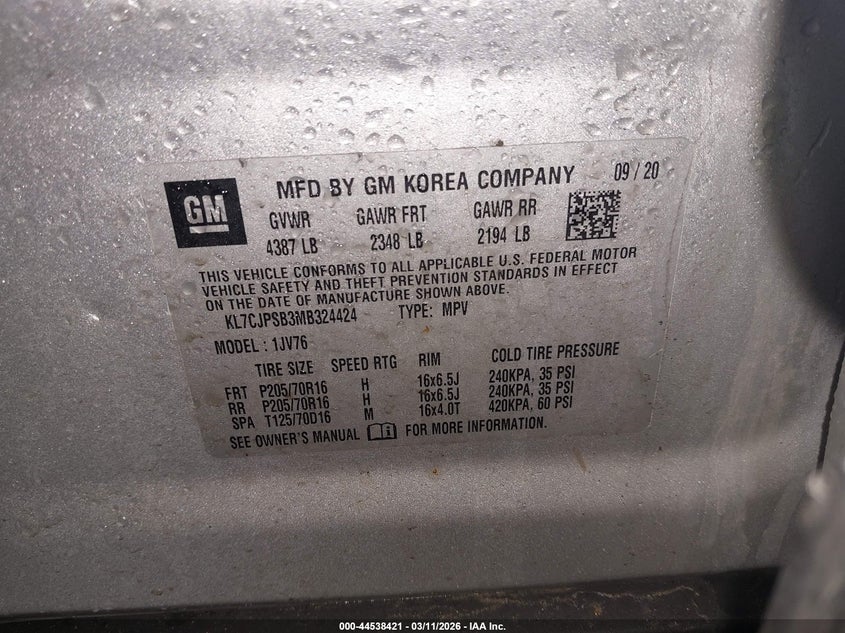 GM
MFD BY GM KOREA COMPANY 09 / 20
GVWR GAWR FRT GAWR RR
4387 LB 2348 LB 2194 LB
THIS VEHICLE CONFORMS TO ALL APPLICABLE U.S. FEDERAL MOTOR
VEHICLE SAFETY AND THEFT PREVENTION STANDARDS IN EFFECT
ON THE DATE OF MANUFACTURE SHOWN ABOVE.
KL7CJPSB3MB324424 TYPE: MPV
MODEL : 1JV76
TIRE SIZE SPEED RTG RIM COLD TIRE PRESSURE
FRT P205/70R16 H 16x6.5J 240KPA, 35 PSI
RR P205/70R16 H 16x6.5J 240KPA, 35 PSI
SPA T125/70D16 M 16x4.0T 420KPA, 60 PSI
SEE OWNER'S MANUAL FOR MORE INFORMATION.
000-44538421 - 03/11/2026 - IAA Inc.